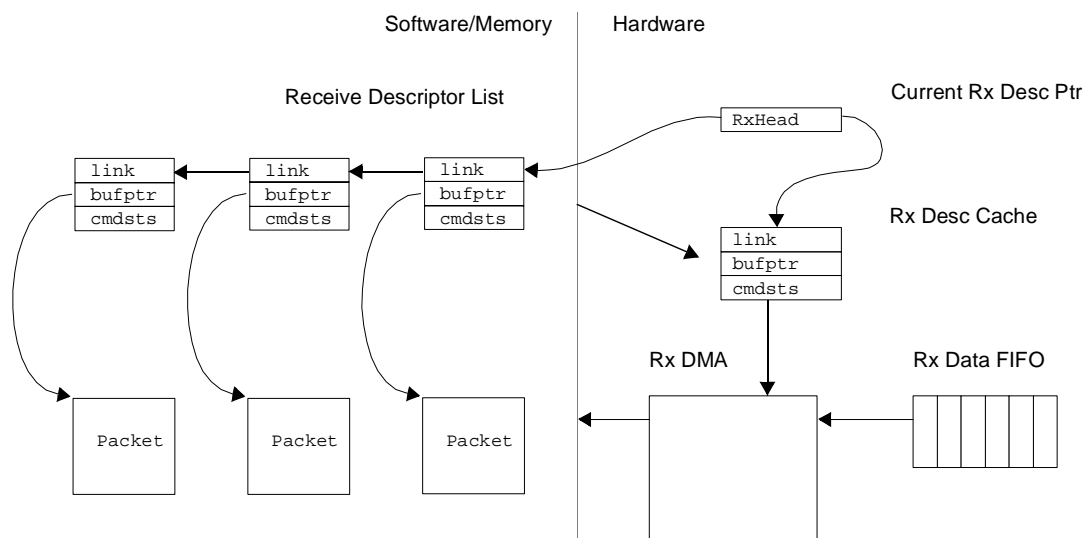 Software/Memory
Hardware
Receive Descriptor List
Current Rx Desc Ptr
RxHead
link
bufptr
cmdsts
link
bufptr
cmdsts
link
bufptr
cmdsts
Rx Desc Cache
link
bufptr
cmdsts
Rx DMA
Rx Data FIFO
Packet
Packet
Packet